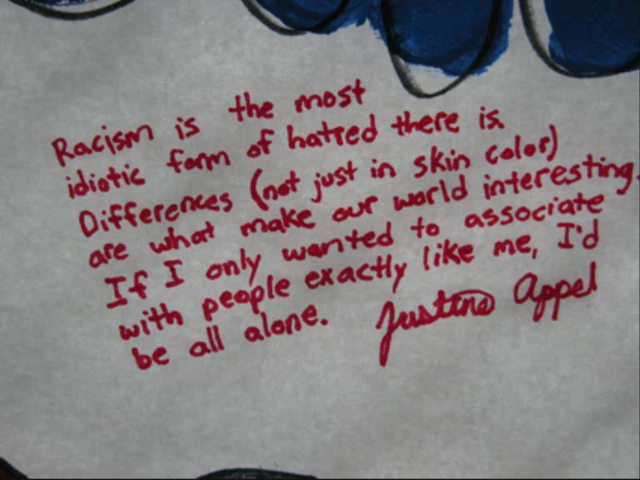 Racism is the most
idiotic form of hatred there is.
Differences (not just in skin color)
are what make our world interesting.
If I only wanted to associate
with people exactly like me, I'd
be all alone. Justine Appel